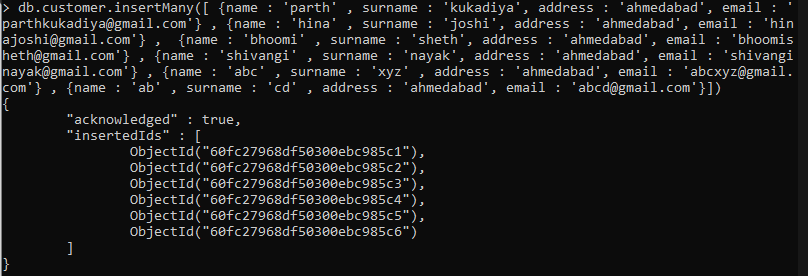 > db.customer.insertMany([ {name : 'parth' , surname : 'kukadiya', address : 'ahmedabad', email : '
parthkukadiya@gmail.com'} , {name : 'hina' , surname : 'joshi', address : 'ahmedabad', email : 'hin
ajoshi@gmail.com'} ,  {name : 'bhoomi' , surname : 'sheth', address : 'ahmedabad', email : 'bhoomis
heth@gmail.com'} , {name : 'shivangi' , surname : 'nayak', address : 'ahmedabad', email : 'shivangi
nayak@gmail.com'} , {name : 'abc' , surname : 'xyz' , address : 'ahmedabad', email : 'abcxyz@gmail.
com'} , {name : 'ab' , surname : 'cd' , address : 'ahmedabad', email : 'abcd@gmail.com'}])
{
        "acknowledged" : true,
        "insertedIds" : [
                ObjectId("60fc27968df50300ebc985c1"),
                ObjectId("60fc27968df50300ebc985c2"),
                ObjectId("60fc27968df50300ebc985c3"),
                ObjectId("60fc27968df50300ebc985c4"),
                ObjectId("60fc27968df50300ebc985c5"),
                ObjectId("60fc27968df50300ebc985c6")
        ]
}